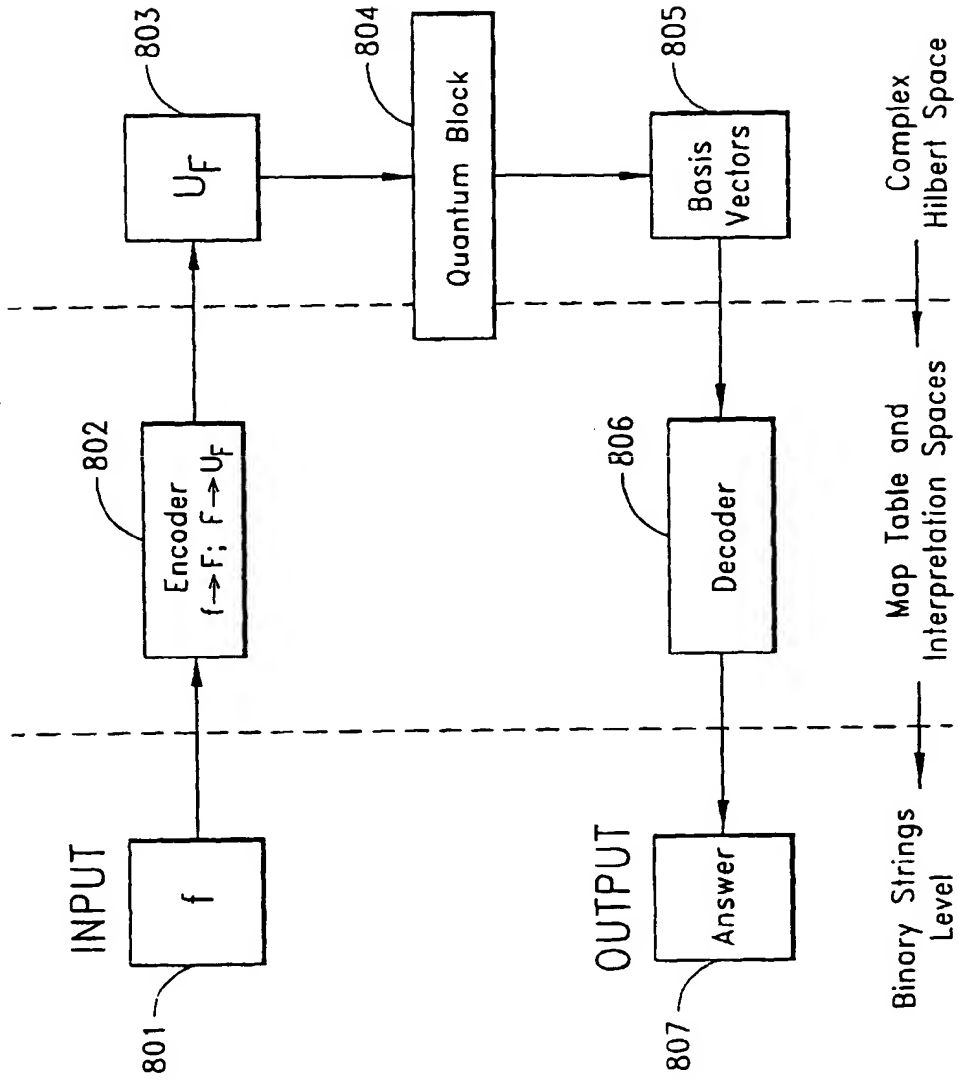 INPUT
801
f
802
Encoder
f→F; F→U_F
803
U_F
804
Quantum Block
OUTPUT
807
Answer
806
Decoder
805
Basis
Vectors
Binary Strings
Level
Map Table and
Interpretation Spaces
Complex
Hilbert Space